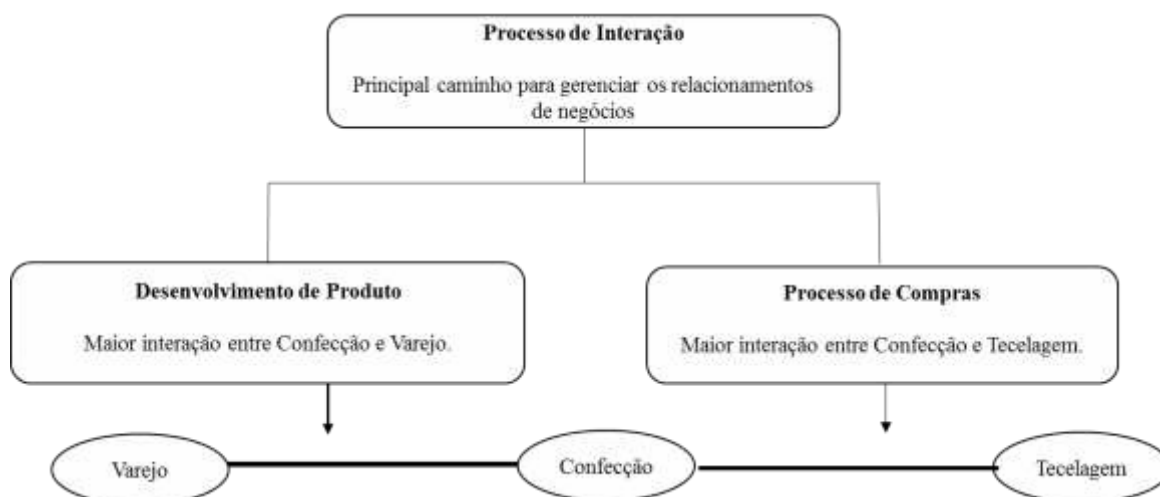 Processo de Interação
Principal caminho para gerenciar os relacionamentos
de negócios
Desenvolvimento de Produto
Maior interação entre Confecção e Varejo.
Processo de Compras
Maior interação entre Confecção e Tecelagem.
Varejo
Confecção
Tecelagem